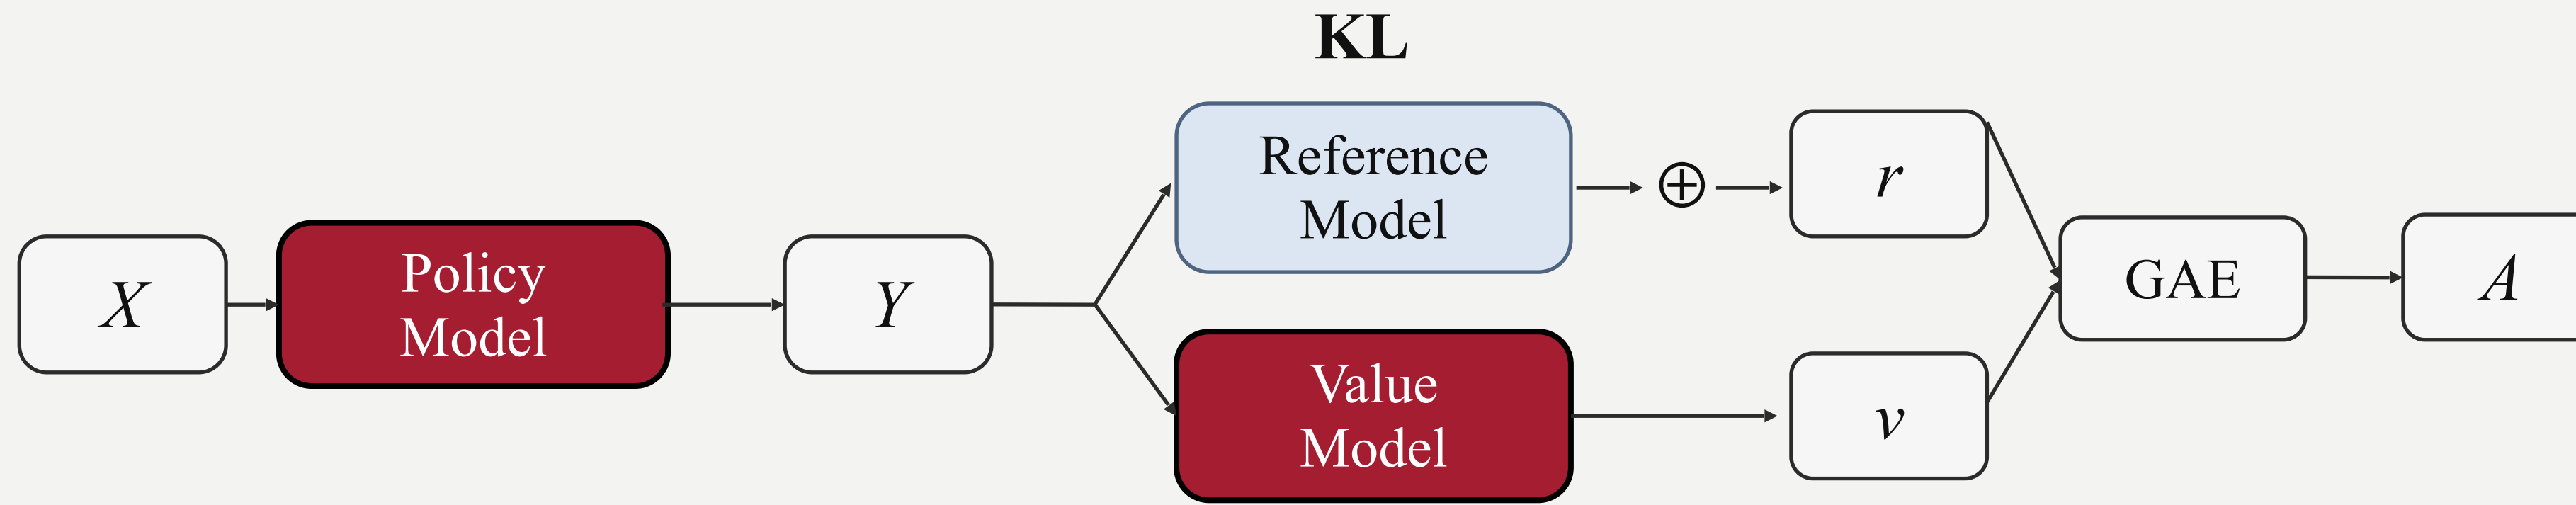 KL
X
Policy
Model
Y
Reference
Model
⊕
r
Value
Model
v
GAE
A